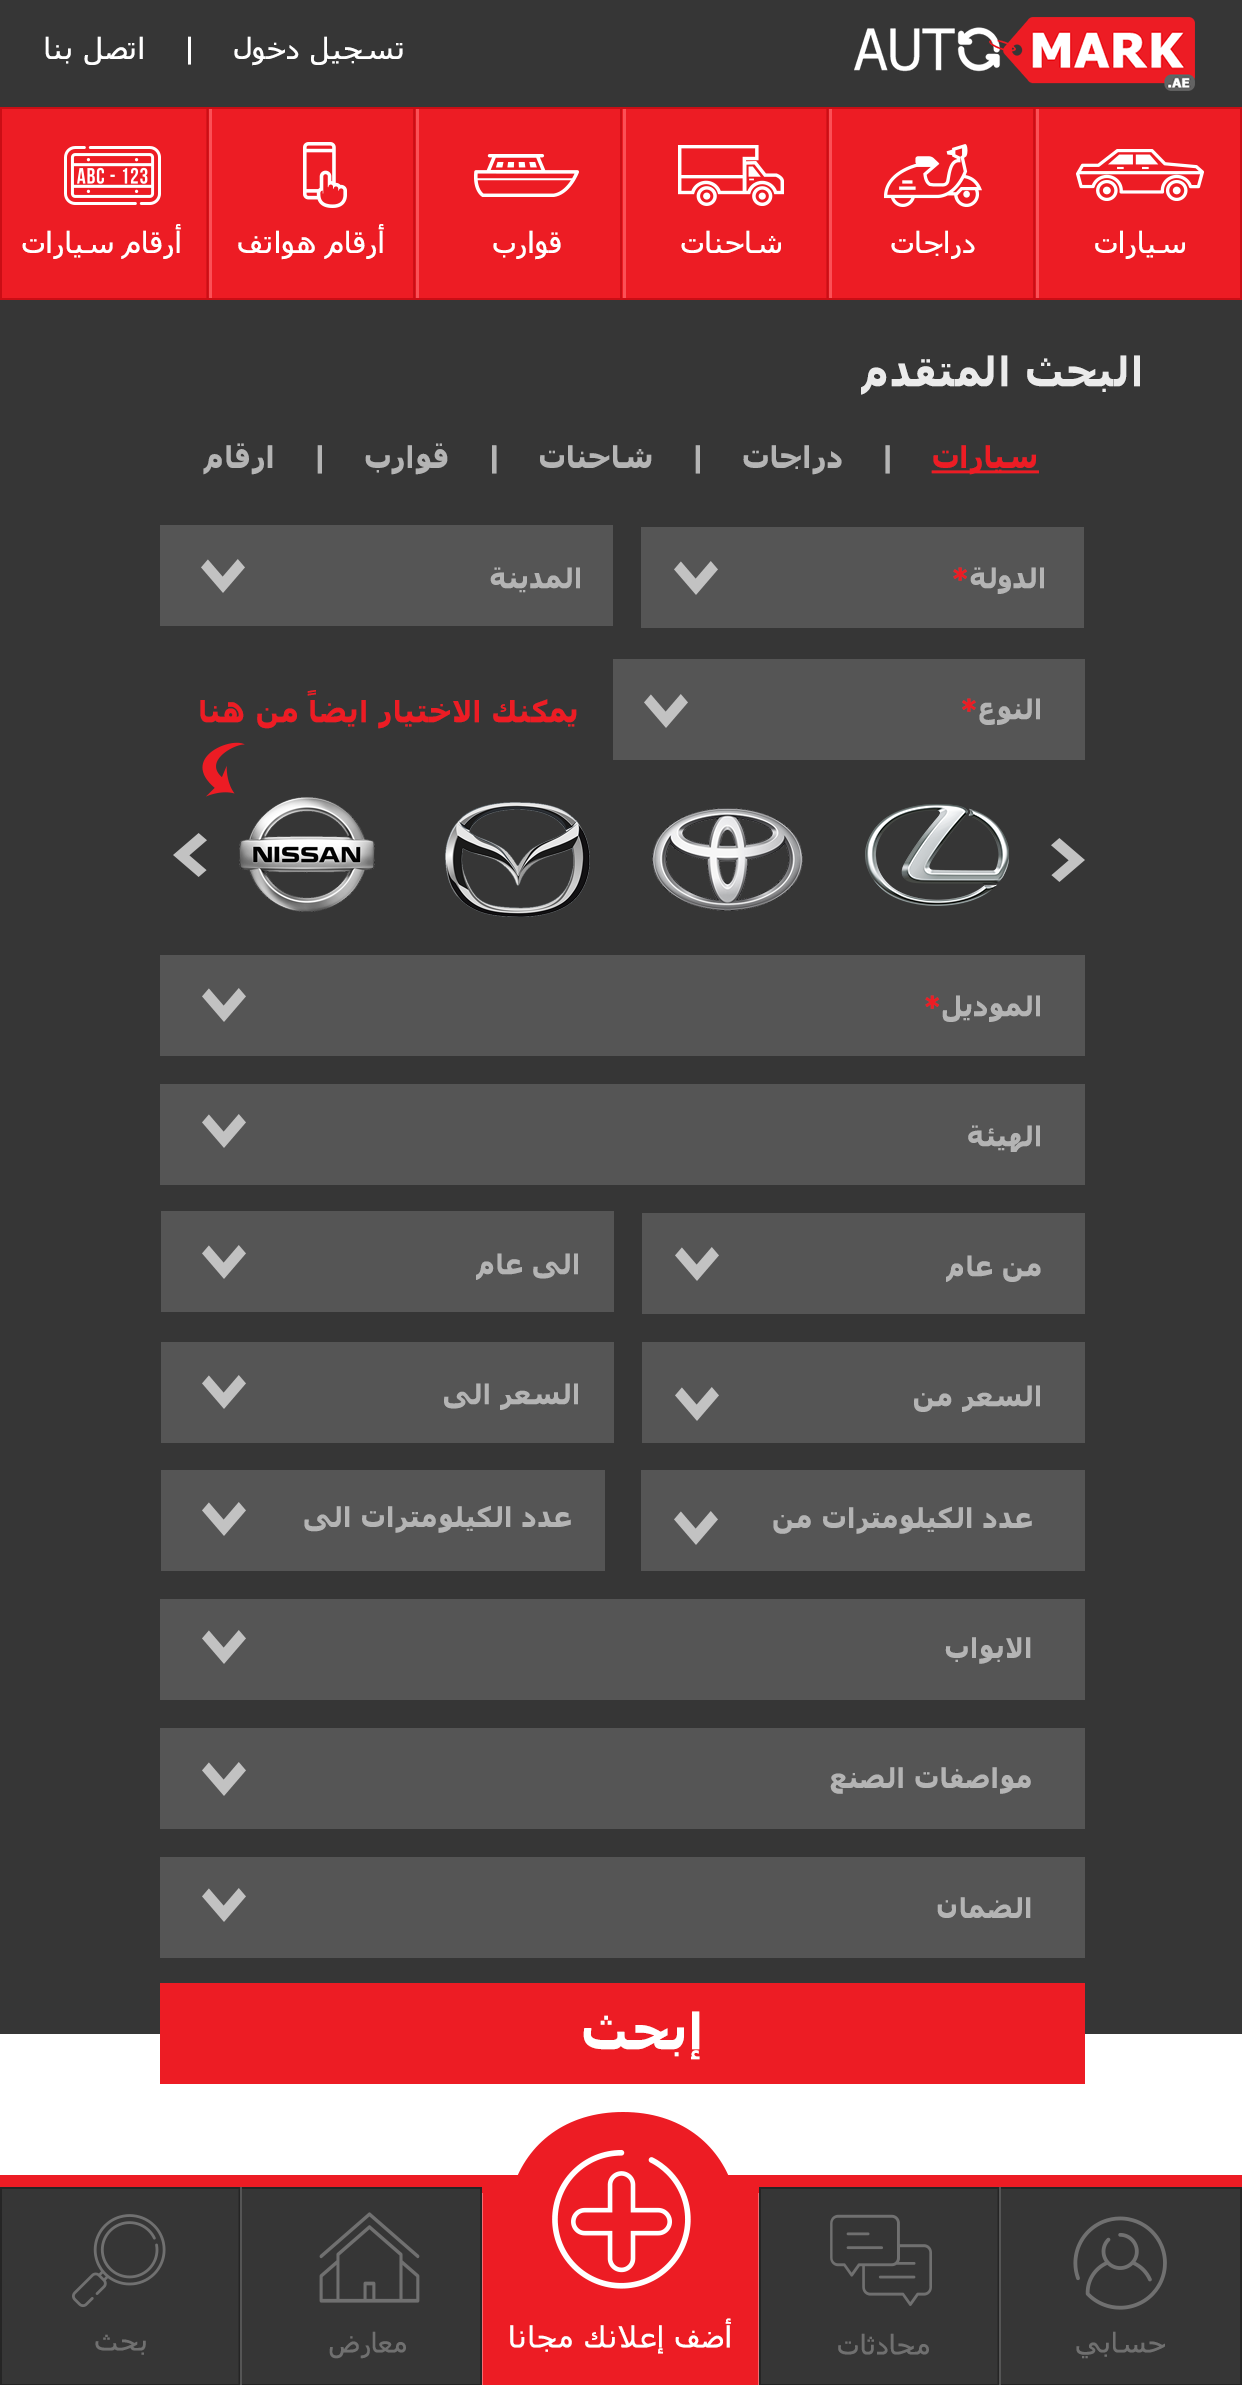 AUTO MARK
.AE
تسجيل دخول | اتصل بنا
سيارات
دراجات
شاحنات
قوارب
أرقام هواتف
ABC - 123
أرقام سيارات
البحث المتقدم
سيارات | دراجات | شاحنات | قوارب | ارقام
الدولة*
المدينة
النوع*
يمكنك الاختيار ايضاً من هنا
NISSAN
الموديل*
الهيئة
من عام
الى عام
السعر من
السعر الى
عدد الكيلومترات من
عدد الكيلومترات الى
الابواب
مواصفات الصنع
الضمان
إبحث
حسابي
محادثات
أضف إعلانك مجانا
معارض
بحث